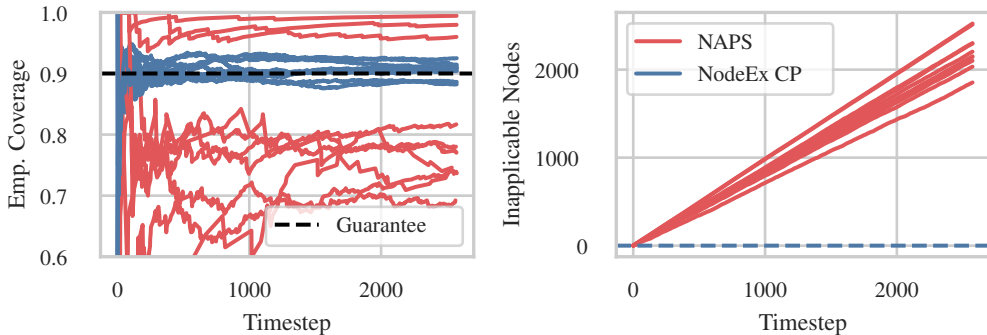 1.0
0.9
0.8
0.7
0.6
Emp. Coverage
Guarantee
0
1000
2000
Timestep
2000
1000
0
Inapplicable Nodes
NAPS
NodeEx CP
0
1000
2000
Timestep